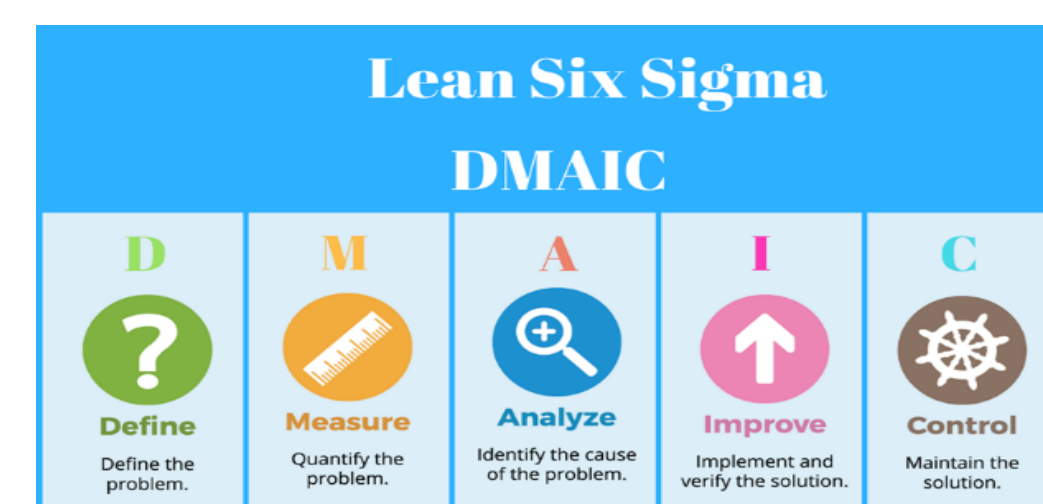 Lean Six Sigma
DMAIC
D
M
A
I
C
Define
Measure
Analyze
Improve
Control
Define the
problem.
Quantify the
problem.
Identify the cause
of the problem.
Implement and
verify the solution.
Maintain the
solution.